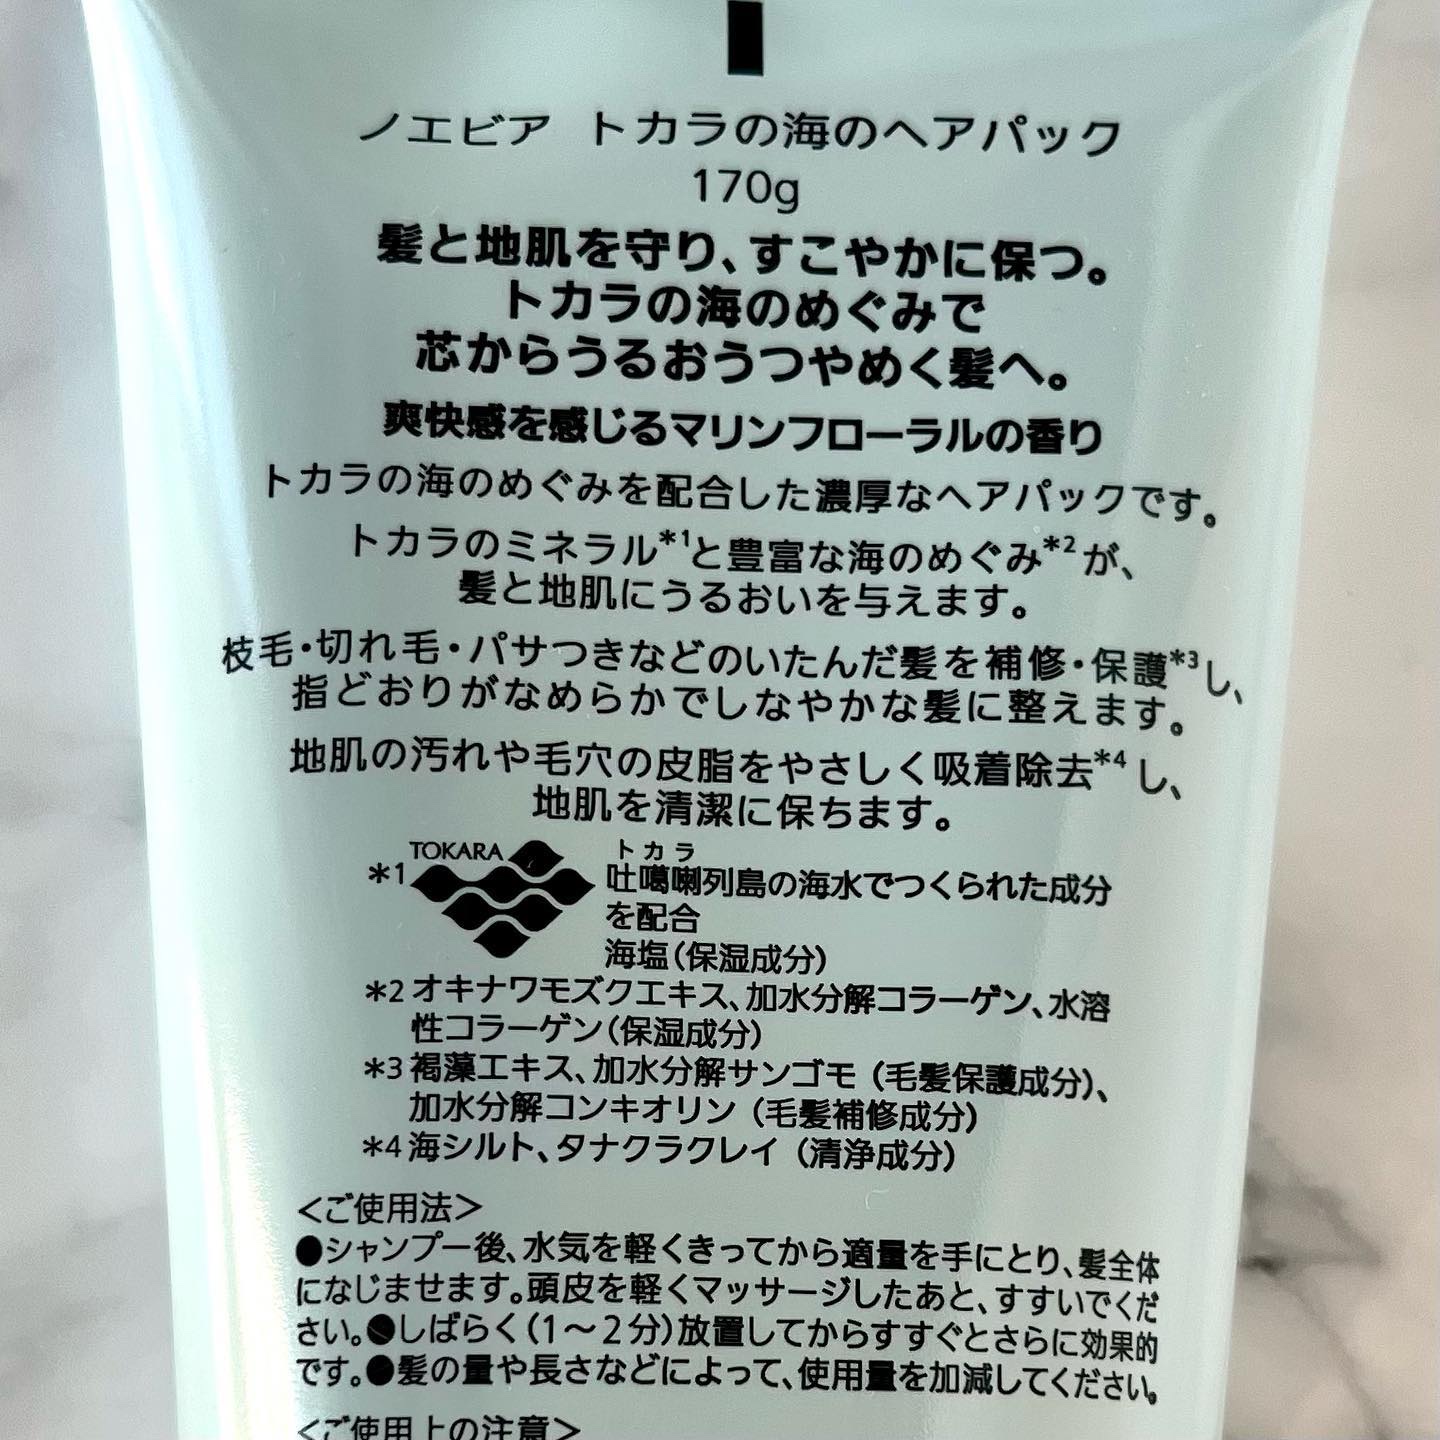 ノエビア トカラの海のヘアパック
170g
髪と地肌を守り、すこやかに保つ。
トカラの海のめぐみで
芯からうるおうつやめく髪へ。
爽快感を感じるマリンフローラルの香り
トカラの海のめぐみを配合した濃厚なヘアパックです。
トカラのミネラル*1と豊富な海のめぐみ*2が、
髪と地肌にうるおいを与えます。
枝毛・切れ毛・パサつきなどのいたんだ髪を補修・保護*3し、
指どおりがなめらかでしなやかな髪に整えます。
地肌の汚れや毛穴の皮脂をやさしく吸着除去*4し、
地肌を清潔に保ちます。
*1 TOKARA
トカラ
吐噶喇列島の海水でつくられた成分
を配合
海塩(保湿成分)
*2 オキナワモズクエキス、加水分解コラーゲン、水溶
性コラーゲン(保湿成分)
*3 褐藻エキス、加水分解サンゴモ (毛髪保護成分)、
加水分解コンキオリン (毛髪補修成分)
*4 海シルト、タナクラクレイ (清浄成分)
<ご使用法>
●シャンプー後、水気を軽くきってから適量を手にとり、髪全体
になじませます。頭皮を軽くマッサージしたあと、すすいでくだ
さい。●しばらく(1〜2分)放置してからすすぐとさらに効果的
です。●髪の量や長さなどによって、使用量を加減してください。
<ご使用上の注意>